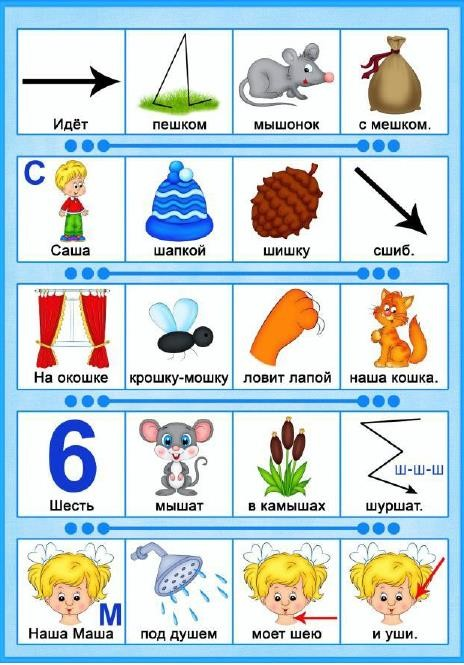 Идёт
пешком
мышонок
с мешком.
С
Саша
шапкой
шишку
сшиб.
На окошке
крошку-мошку
ловит лапой
наша кошка.
6
Шесть
мышат
в камышах
Ш-Ш-Ш
шуршат.
М
Наша Маша
под душем
моет шею
и уши.